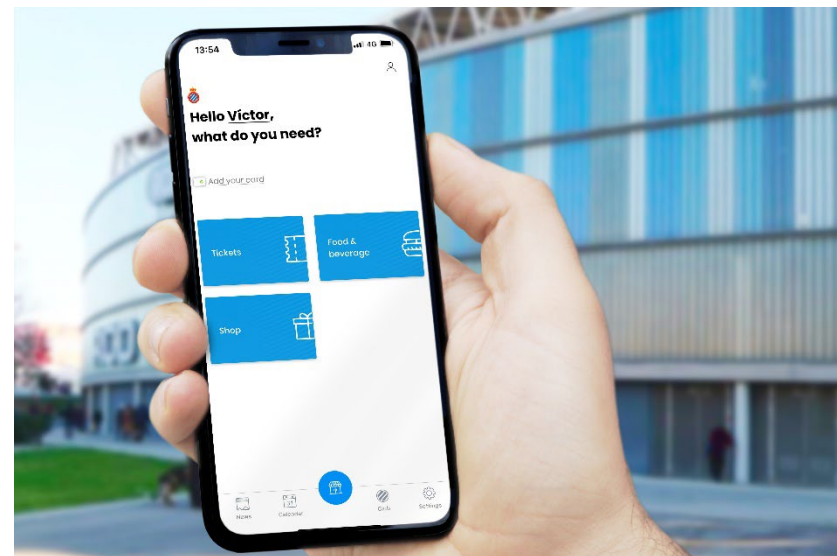 13:54
4G
Hello Víctor,
what do you need?
Add your card
Tickets
Food &
beverage
Shop
News
Calendar
Club
Settings